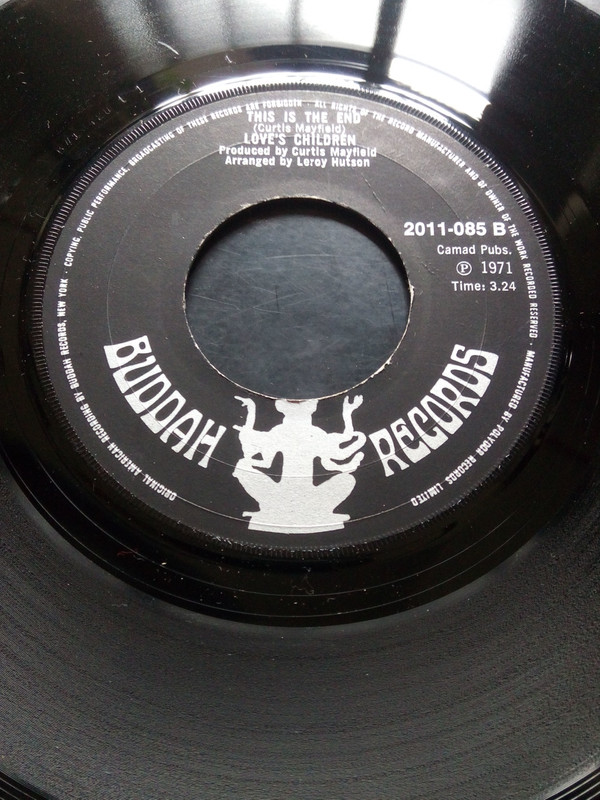 COPYING, PUBLIC PERFORMANCE, BROADCASTING OF THESE RECORDS ARE FORBIDDEN · ALL RIGHTS OF THE RECORD MANUFACTURER AND OF OWNER OF THE WORK RECORDED RESERVED · MANUFACTURED BY POLYDOR RECORDS, LIMITED
THIS IS THE END
(Curtis Mayfield)
LOVE'S CHILDREN
Produced by Curtis Mayfield
Arranged by Leroy Hutson
2011-085 B
Camad Pubs.
Ⓟ 1971
Time: 3.24
BUDDAH RECORDS
ORIGINAL AMERICAN RECORDING BY BUDDAH RECORDS, NEW YORK ·